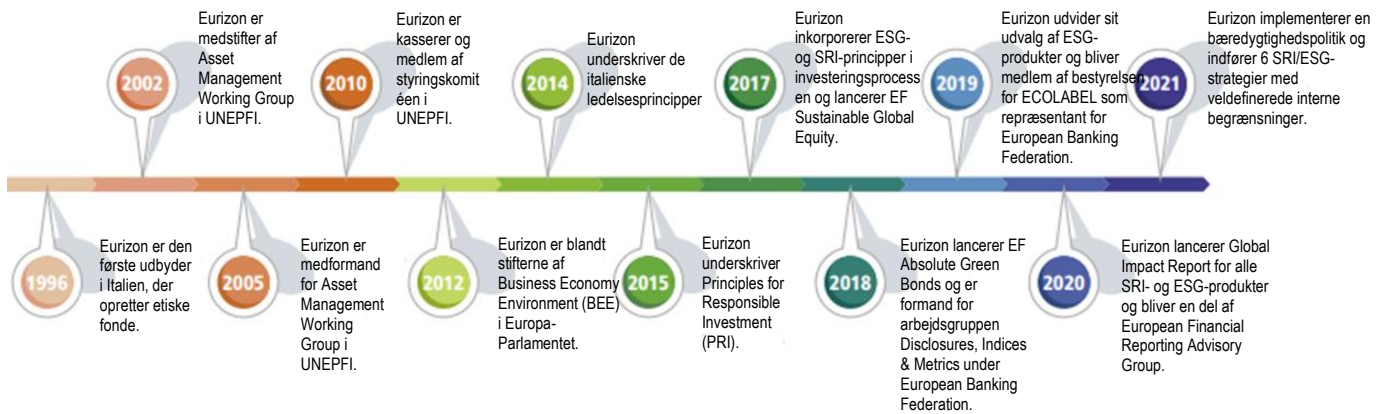 2002
Eurizon er
medstifter af
Asset
Management
Working Group
i UNEPFI.
2010
Eurizon er
kasserer og
medlem af
styringskomit
éen i
UNEPFI.
2014
Eurizon
underskriver de
italienske
ledelsesprincipper
2017
Eurizon
inkorporerer ESG-
og SRI-principper i
investeringsprocess
en og lancerer EF
Sustainable Global
Equity.
2019
Eurizon udvider sit
udvalg af ESG-
produkter og bliver
medlem af bestyrelsen
for ECOLABEL som
repræsentant for
European Banking
Federation.
2021
Eurizon implementerer en
bæredygtighedspolitik og
indfører 6 SRI/ESG-
strategier med
veldefinerede interne
begrænsninger.
1996
Eurizon er den
første udbyder
i Italien, der
opretter etiske
fonde.
2005
Eurizon er
medformand
for Asset
Management
Working
Group i
UNEPFI.
2012
Eurizon er blandt
stifterne af
Business Economy
Environment (BEE)
i Europa-
Parlamentet.
2015
Eurizon
underskriver
Principles for
Responsible
Investment
(PRI).
2018
Eurizon lancerer EF
Absolute Green
Bonds og er
formand for
arbejdsgruppen
Disclosures, Indices
& Metrics under
European Banking
Federation.
2020
Eurizon lancerer Global
Impact Report for alle
SRI- og ESG-produkter
og bliver en del af
European Financial
Reporting Advisory
Group.